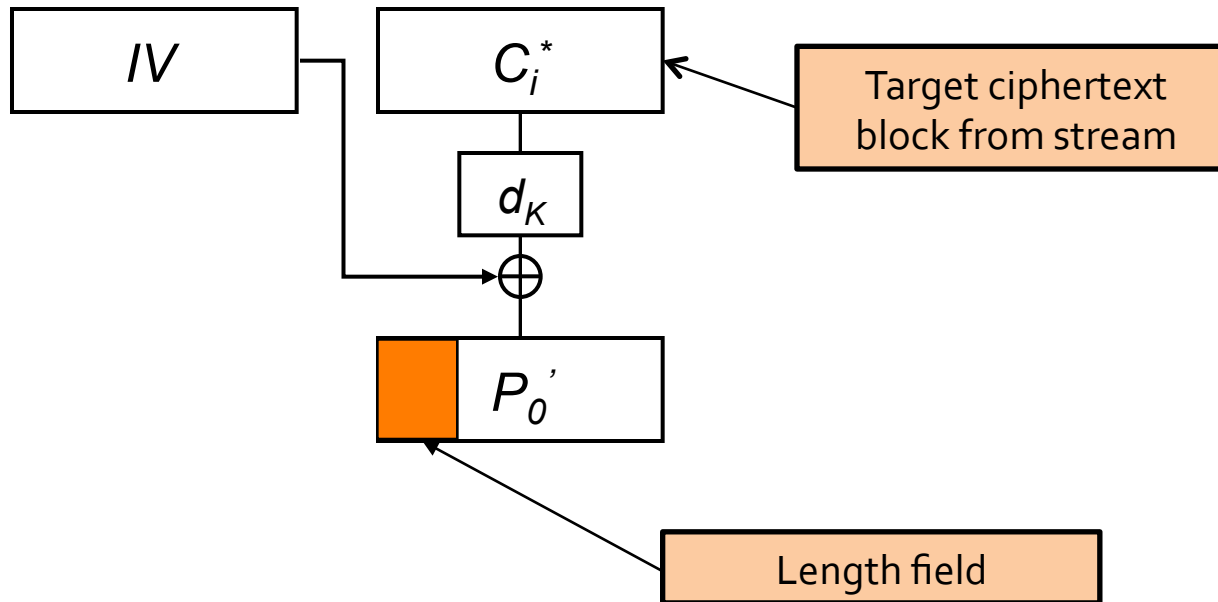 IV
C_i^*
Target ciphertext
block from stream
d_K
⊕
P_0'
Length field